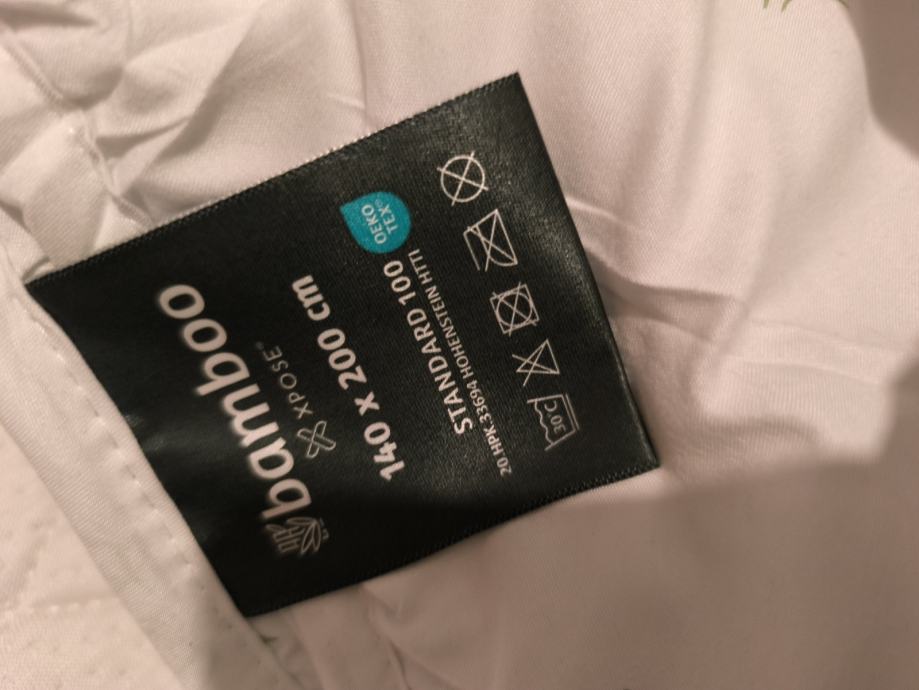 bamboo
XPOSE®
140 x 200 cm
OEKO
TEX®
STANDARD 100
20.HPK.33694 HOHENSTEIN HTTI
30°C